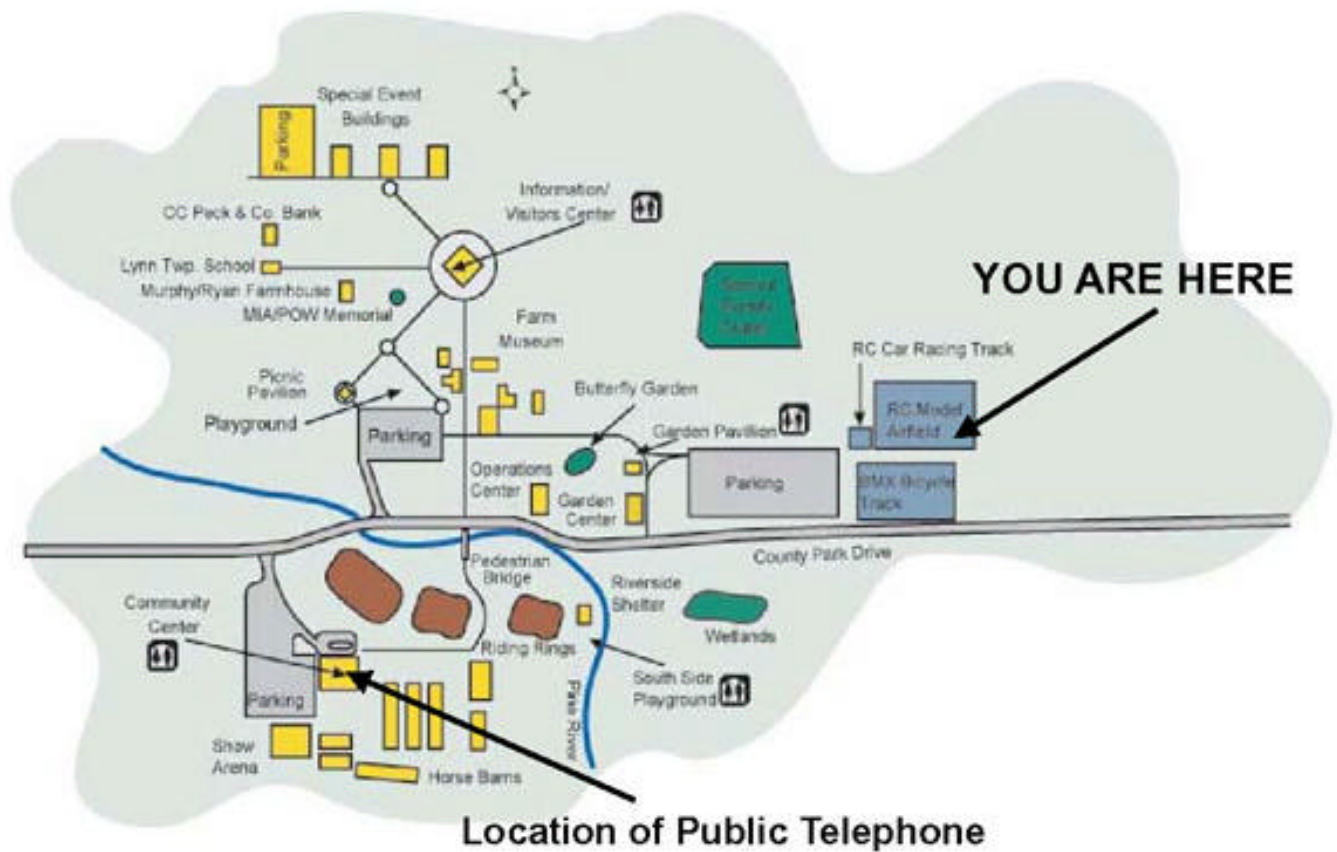 Special Event
Buildings
Parking
Information/
Visitors Center
CC Peck & Co. Bank
Lynn Twp. School
Murphy/Ryan Farmhouse
MIA/POW Memorial
YOU ARE HERE
Farm
Museum
RC Car Racing Track
Picnic
Pavilion
Butterfly Garden
Playground
RC Model
Airfield
Parking
Garden Pavilion
Operations
Center
Parking
BMX Bicycle
Track
Garden
Center
County Park Drive
Pedestrian
Bridge
Riverside
Shelter
Community
Center
Wetlands
Riding Rings
South Side
Playground
Parking
River
Show
Arena
Horse Barns
Location of Public Telephone